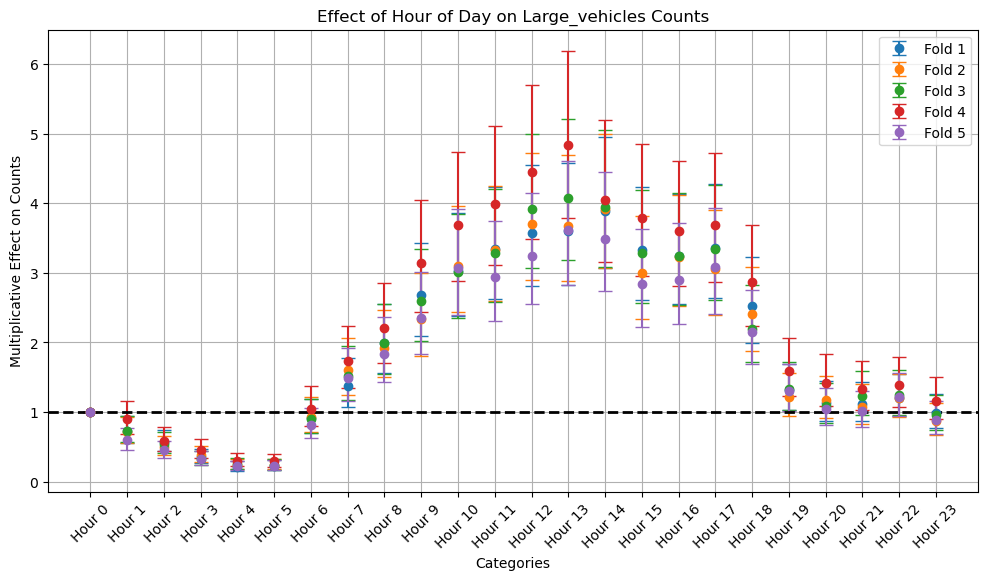 Effect of Hour of Day on Large_vehicles Counts
Multiplicative Effect on Counts
6
5
4
3
2
1
0
Fold 1
Fold 2
Fold 3
Fold 4
Fold 5
Hour 0
Hour 1
Hour 2
Hour 3
Hour 4
Hour 5
Hour 6
Hour 7
Hour 8
Hour 9
Hour 10
Hour 11
Hour 12
Hour 13
Hour 14
Hour 15
Hour 16
Hour 17
Hour 18
Hour 19
Hour 20
Hour 21
Hour 22
Hour 23
Categories